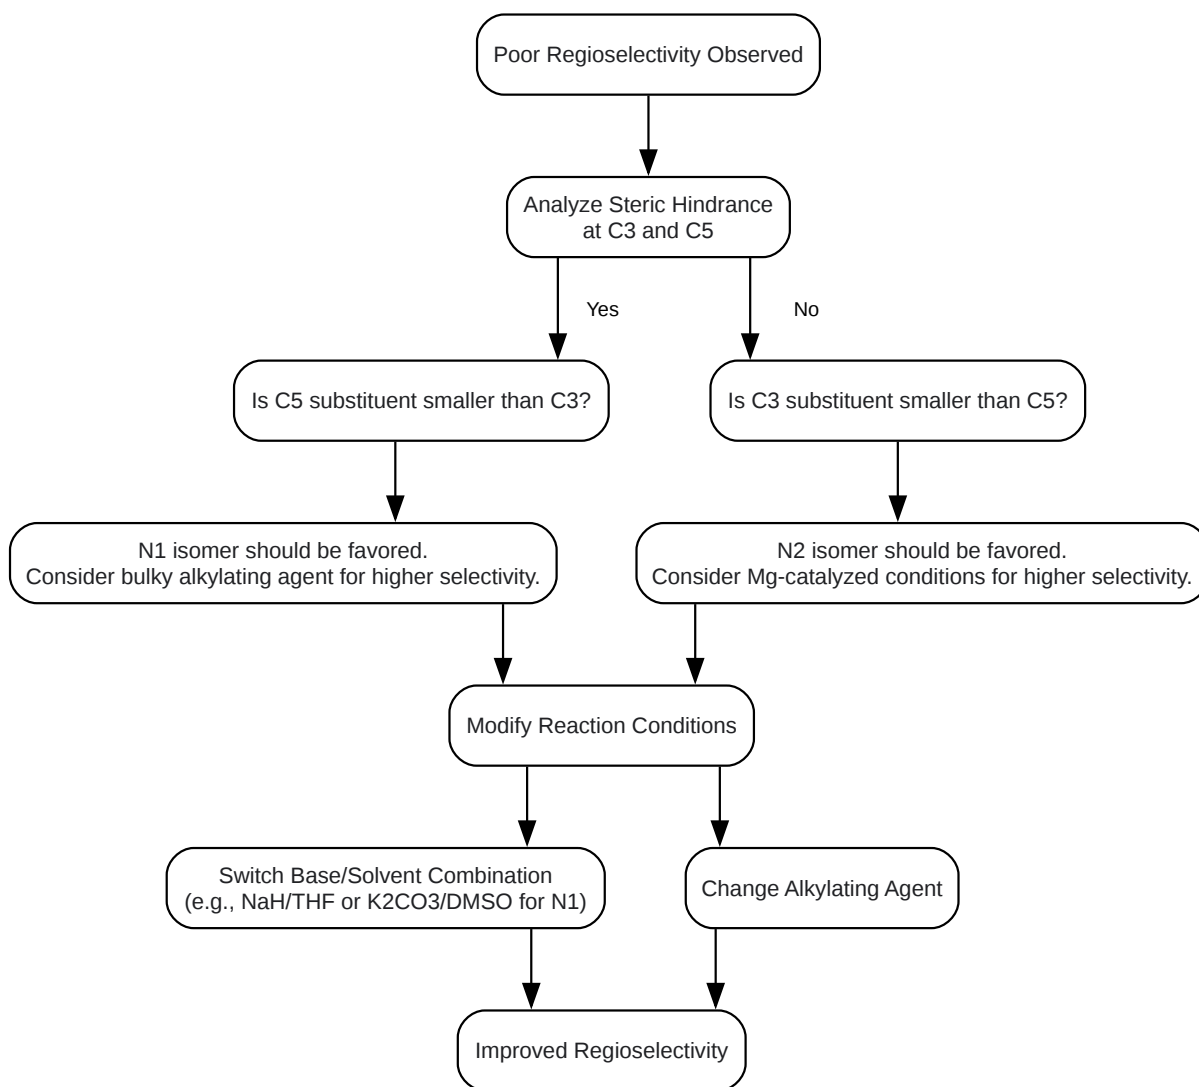 Poor Regioselectivity Observed
Analyze Steric Hindrance
at C3 and C5
Yes
No
Is C5 substituent smaller than C3?
Is C3 substituent smaller than C5?
N1 isomer should be favored.
Consider bulky alkylating agent for higher selectivity.
N2 isomer should be favored.
Consider Mg-catalyzed conditions for higher selectivity.
Modify Reaction Conditions
Switch Base/Solvent Combination
(e.g., NaH/THF or K2CO3/DMSO for N1)
Change Alkylating Agent
Improved Regioselectivity